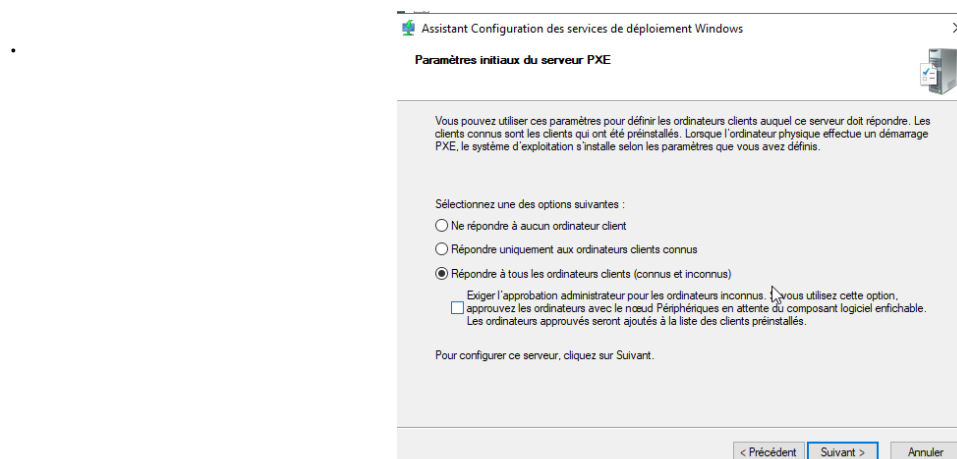 Assistant Configuration des services de déploiement Windows
Paramètres initiaux du serveur PXE
Vous pouvez utiliser ces paramètres pour définir les ordinateurs clients auquel ce serveur doit répondre. Les
clients connus sont les clients qui ont été préinstallés. Lorsque l'ordinateur physique effectue un démarrage
PXE, le système d'exploitation s'installe selon les paramètres que vous avez définis.
Sélectionnez une des options suivantes :
Ne répondre à aucun ordinateur client
Répondre uniquement aux ordinateurs clients connus
Répondre à tous les ordinateurs clients (connus et inconnus)
Exiger l'approbation administrateur pour les ordinateurs inconnus. vous utilisez cette option,
approuvez les ordinateurs avec le nœud Périphériques en attente du composant logiciel enfichable.
Les ordinateurs approuvés seront ajoutés à la liste des clients préinstallés.
Pour configurer ce serveur, cliquez sur Suivant.
< Précédent Suivant > Annuler